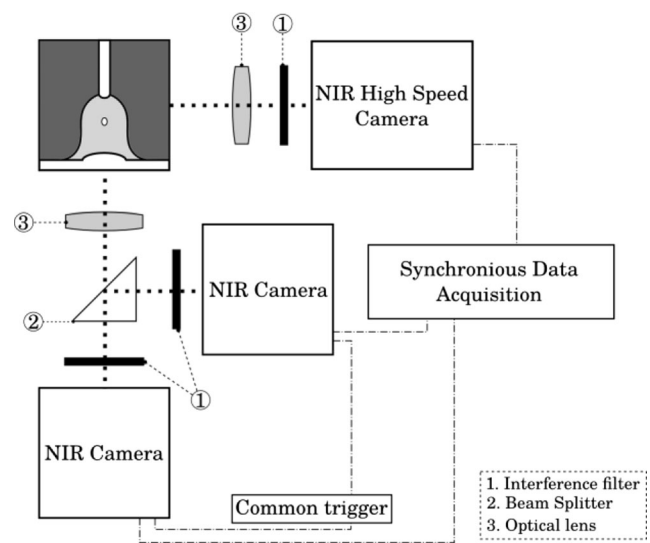 ③
①
NIR High Speed
Camera
③
NIR Camera
Synchronious Data
Acquisition
②
①
NIR Camera
Common trigger
1. Interference filter
2. Beam Splitter
3. Optical lens